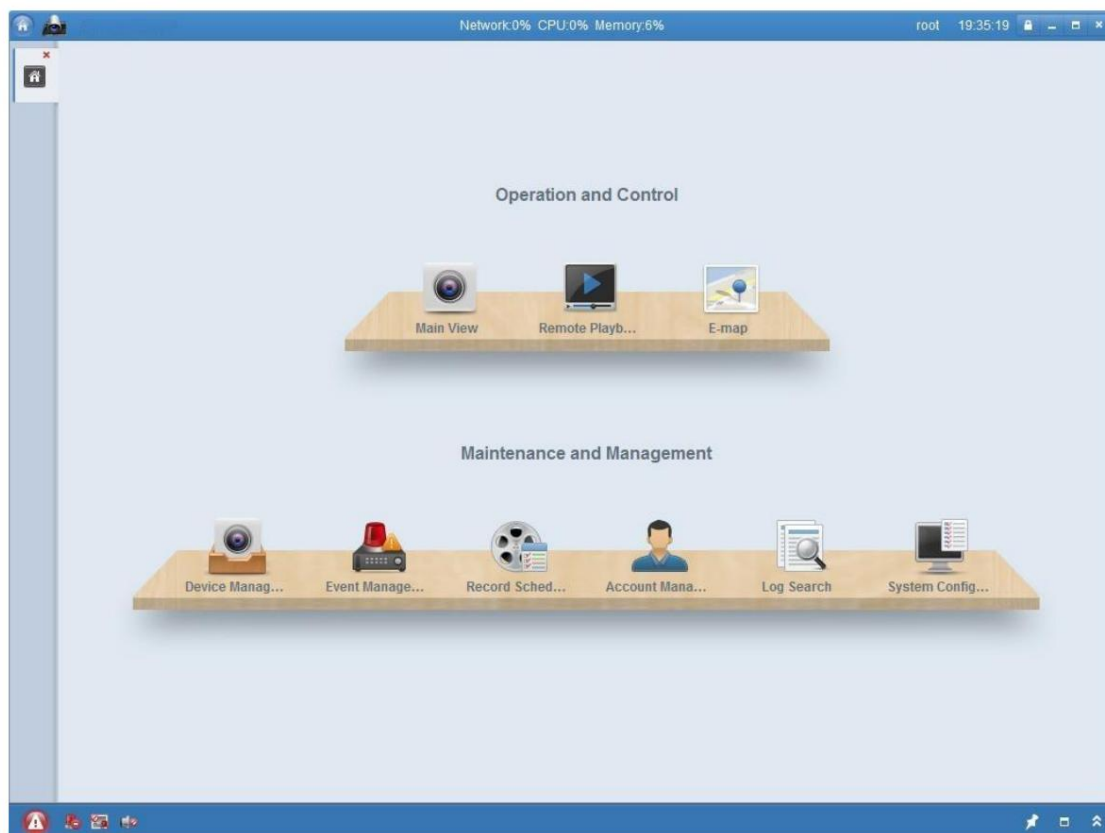 Network:0% CPU:0% Memory:6% root 19:35:19
Operation and Control
Main View Remote Playb... E-map
Maintenance and Management
Device Manag... Event Manage... Record Sched... Account Mana... Log Search System Config...